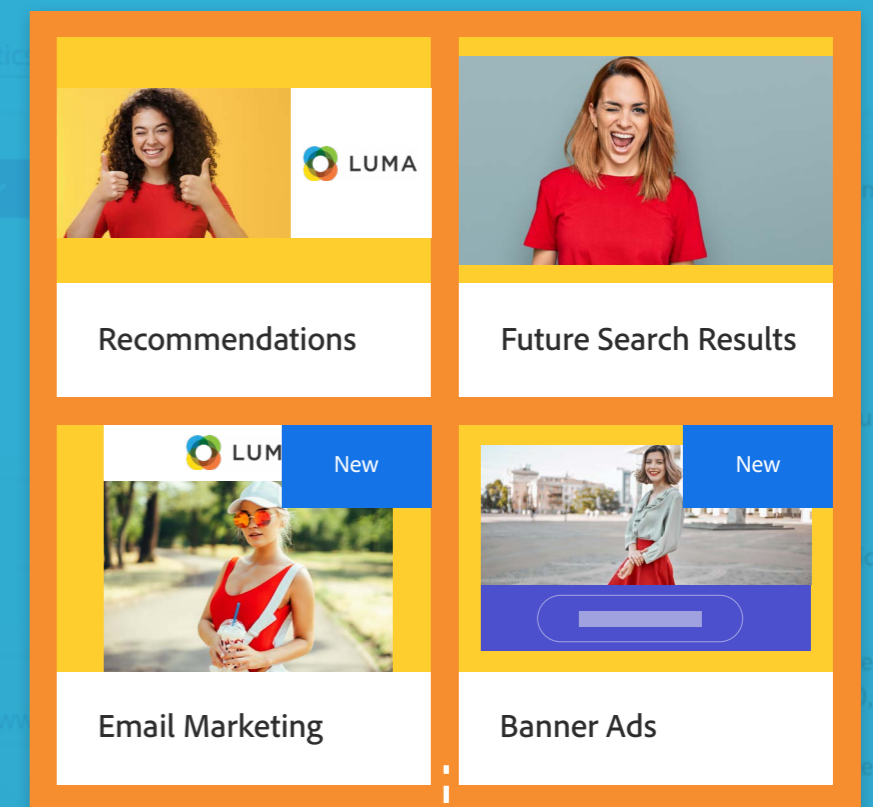 LUMA
Recommendations
Future Search Results
LUM
New
New
Email Marketing
Banner Ads